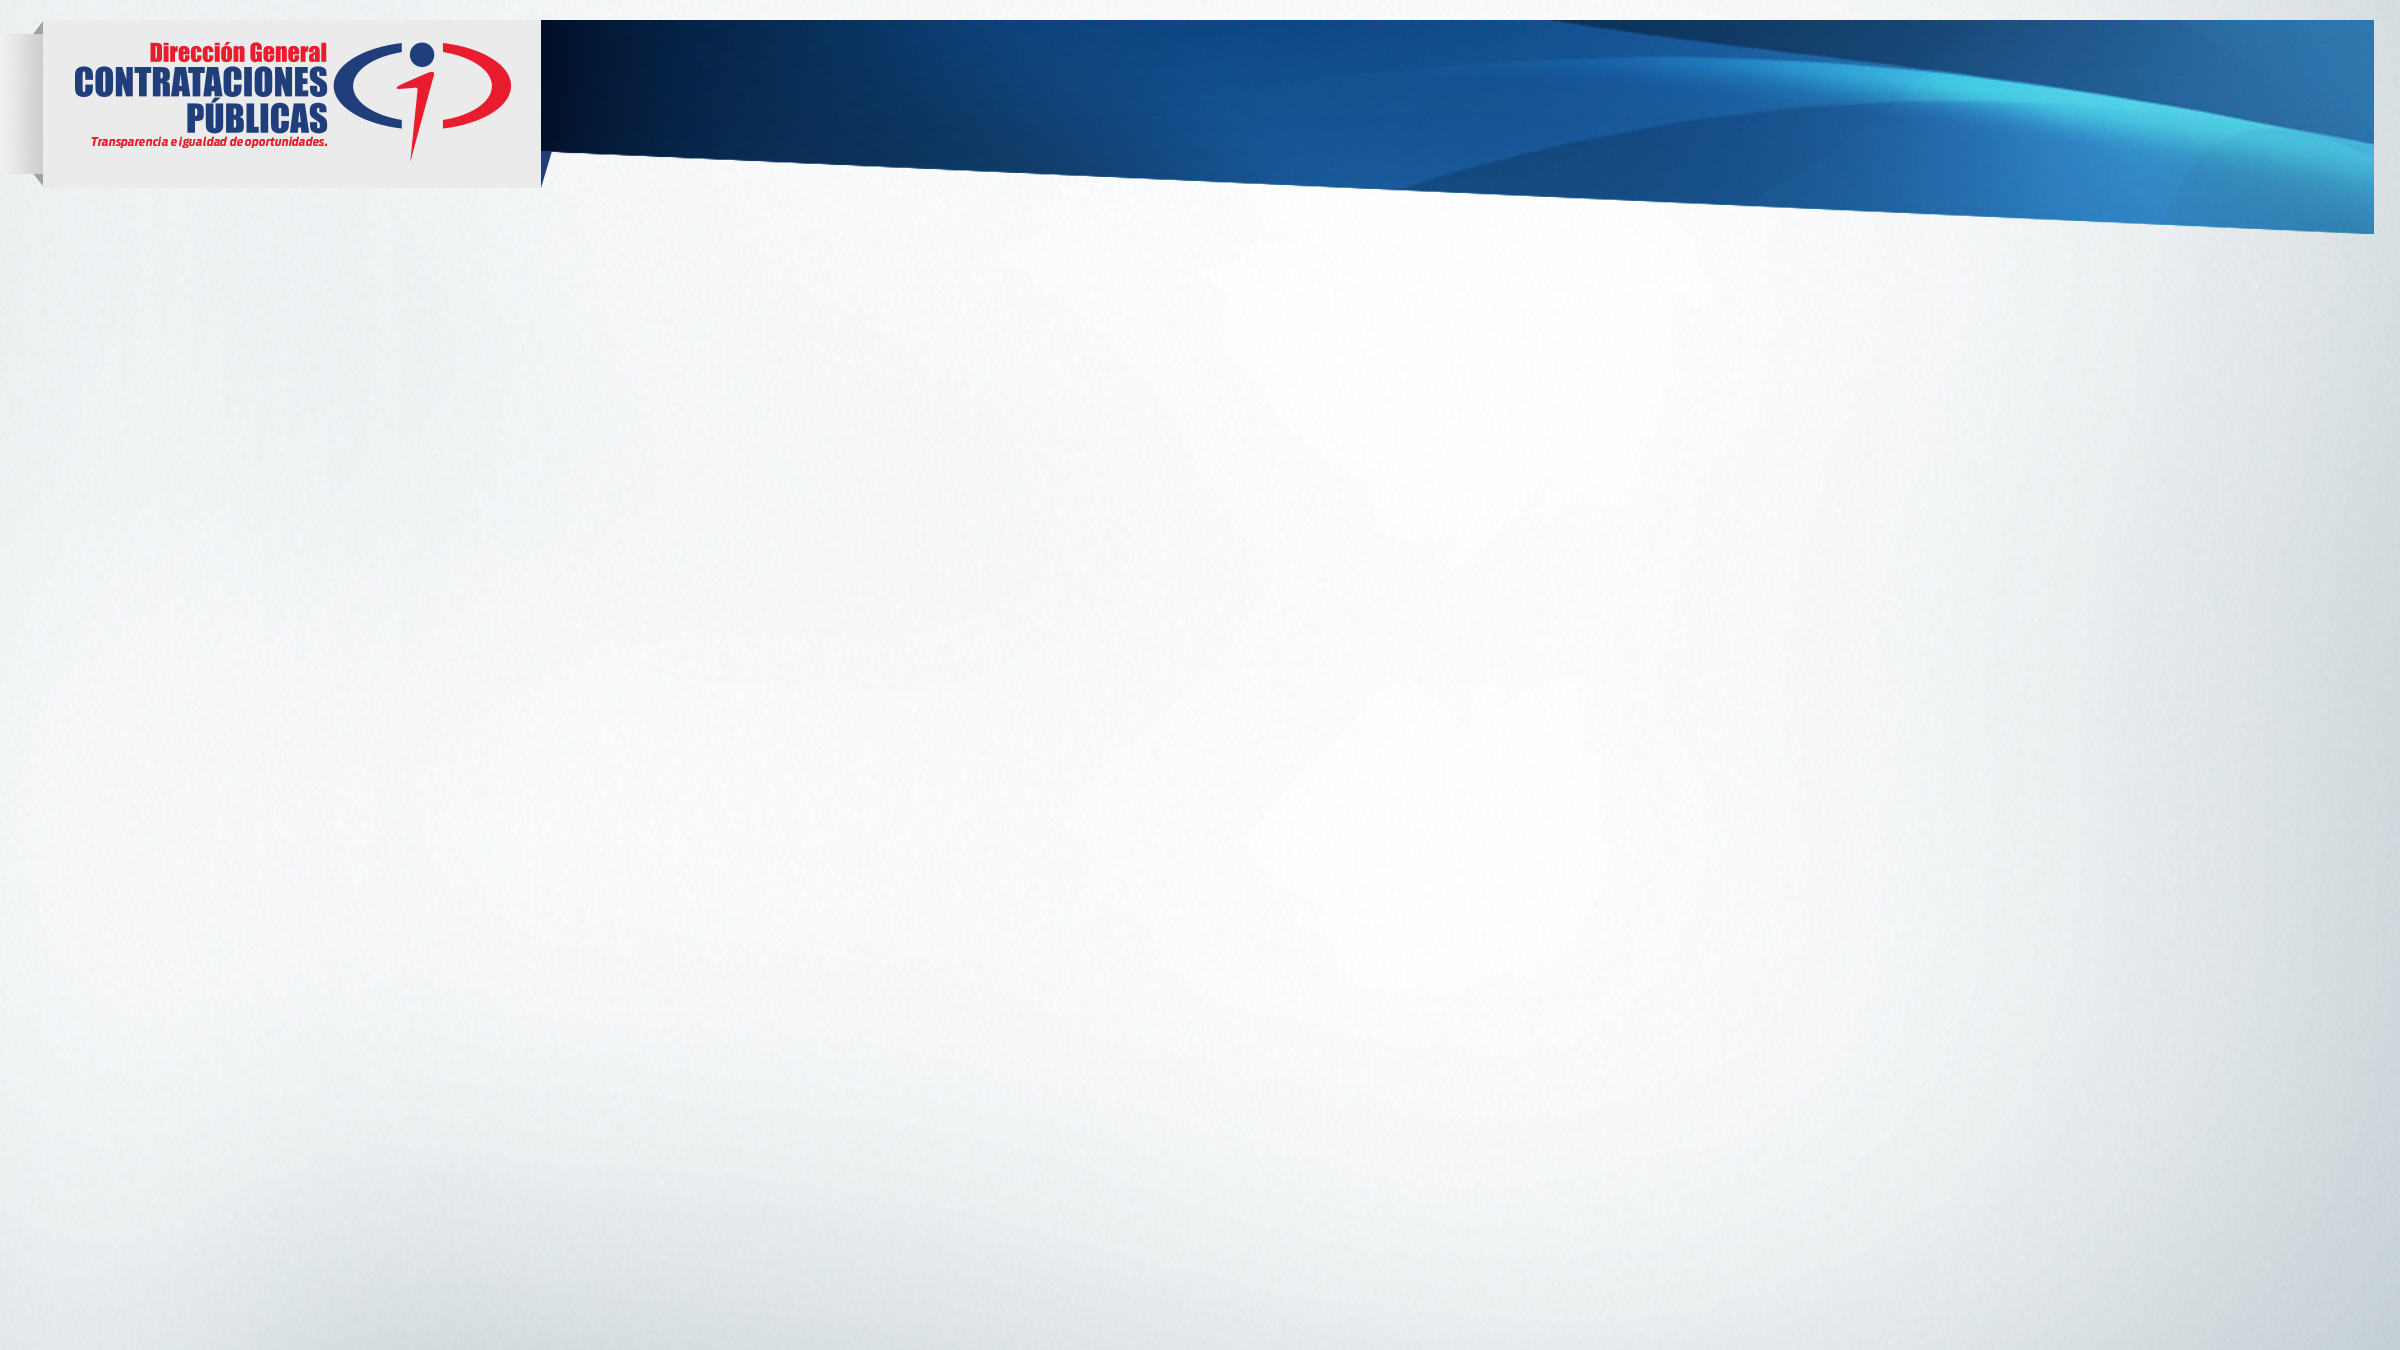 Dirección General
CONTRATACIONES
PÚBLICAS
Transparencia e igualdad de oportunidades.